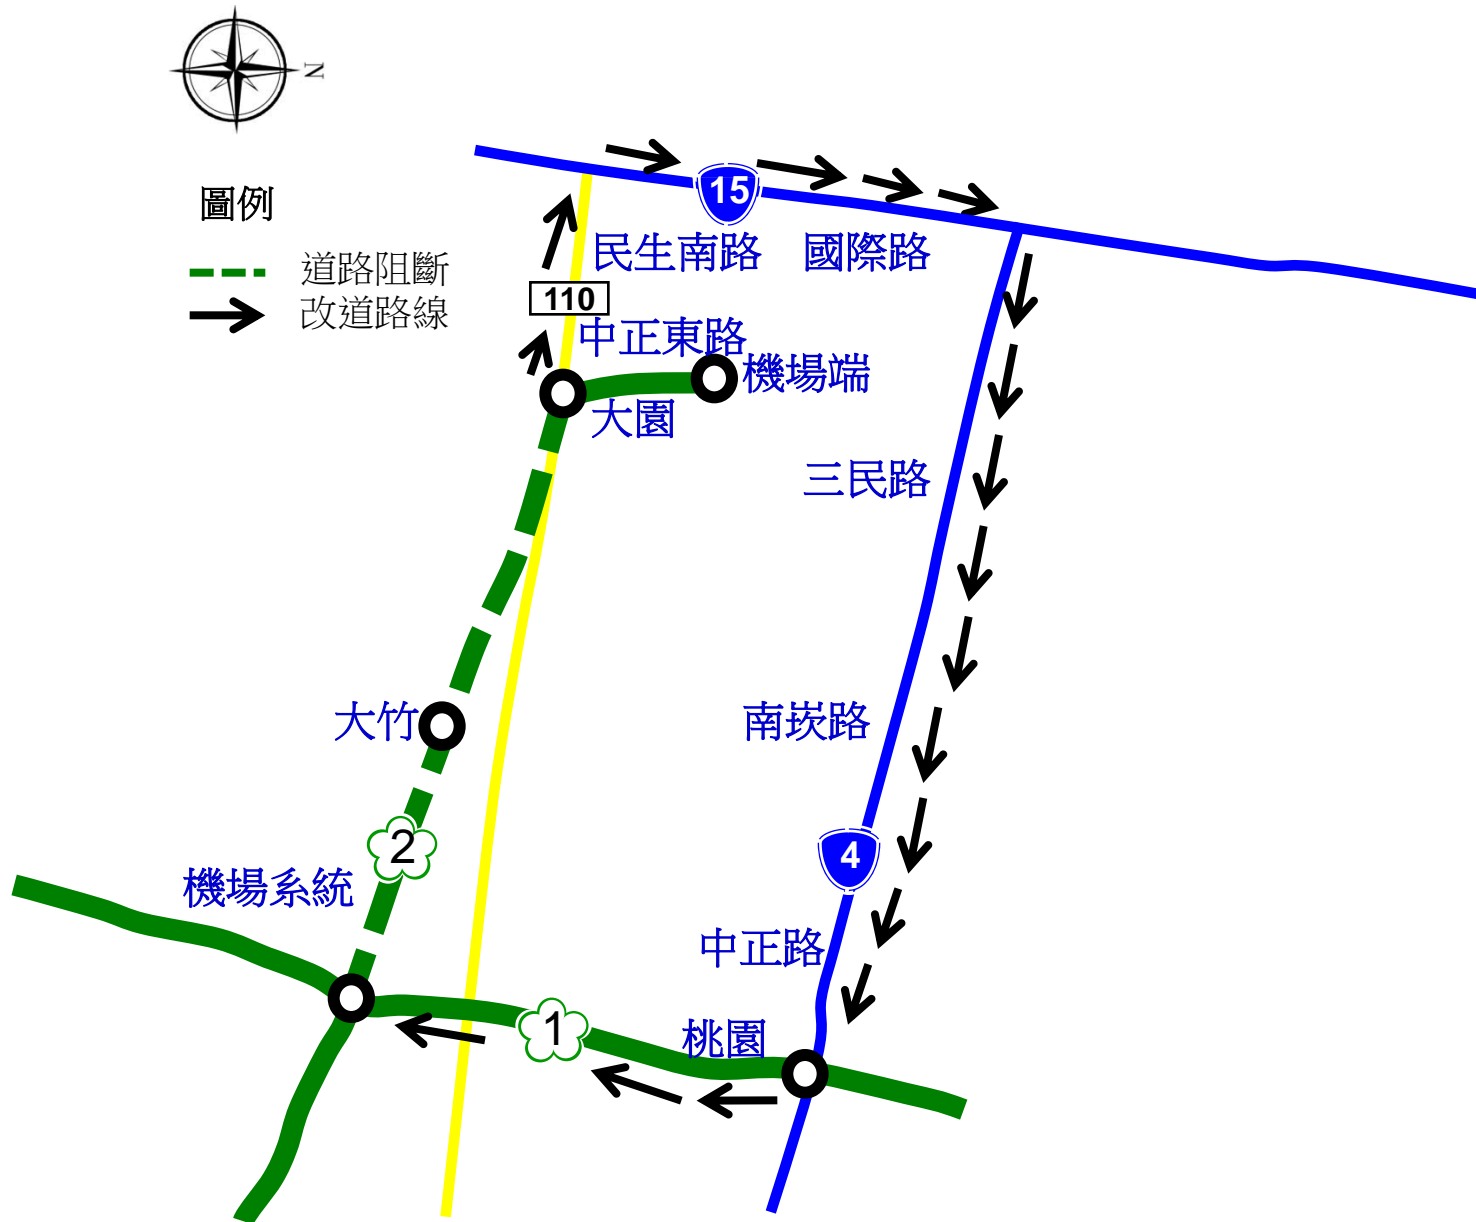 N
圖例
道路阻斷
改道路線
15
民生南路 國際路
110
中正東路
機場端
大園
三民路
大竹
南崁路
2
4
機場系統
中正路
1
桃園